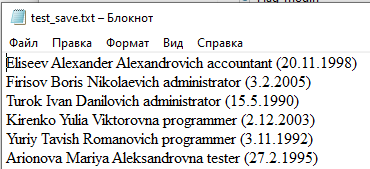 test_save.txt – Блокнот
Файл Правка Формат Вид Справка
Eliseev Alexander Alexandrovich accountant (20.11.1998)
Firisov Boris Nikolaevich administrator (3.2.2005)
Turok Ivan Danilovich administrator (15.5.1990)
Kirenko Yulia Viktorovna programmer (2.12.2003)
Yuriy Tavish Romanovich programmer (3.11.1992)
Arionova Mariya Aleksandrovna tester (27.2.1995)